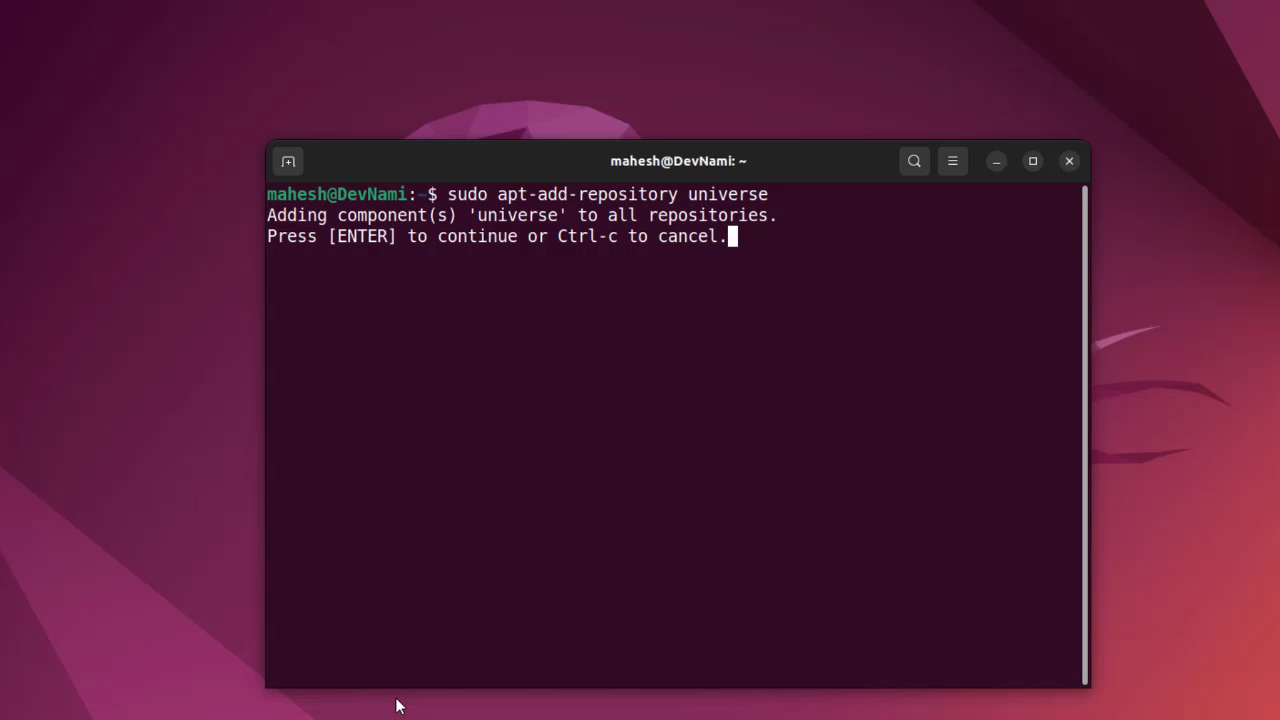 mahesh@DevNami: ~
mahesh@DevNami:~$ sudo apt-add-repository universe
Adding component(s) 'universe' to all repositories.
Press [ENTER] to continue or Ctrl-c to cancel.